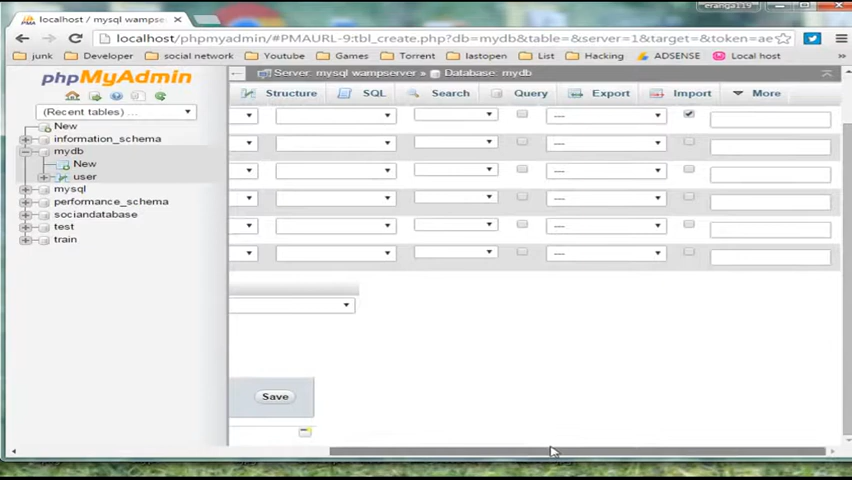 eranga119
localhost / mysql wampse
localhost/phpmyadmin/#PMAURL-9:tbl_create.php?db=mydb&table=&server=1&target=&token=ae
junk
Developer
social network
Youtube
Games
Torrent
lastopen
List
Hacking
ADSENSE
Local host
phpMyAdmin
Server: mysql wampserver » Database: mydb
Structure
SQL
Search
Query
Export
Import
More
(Recent tables) ...
New
information_schema
mydb
New
user
mysql
performance_schema
sociandatabase
test
train
---
---
---
---
---
---
Save